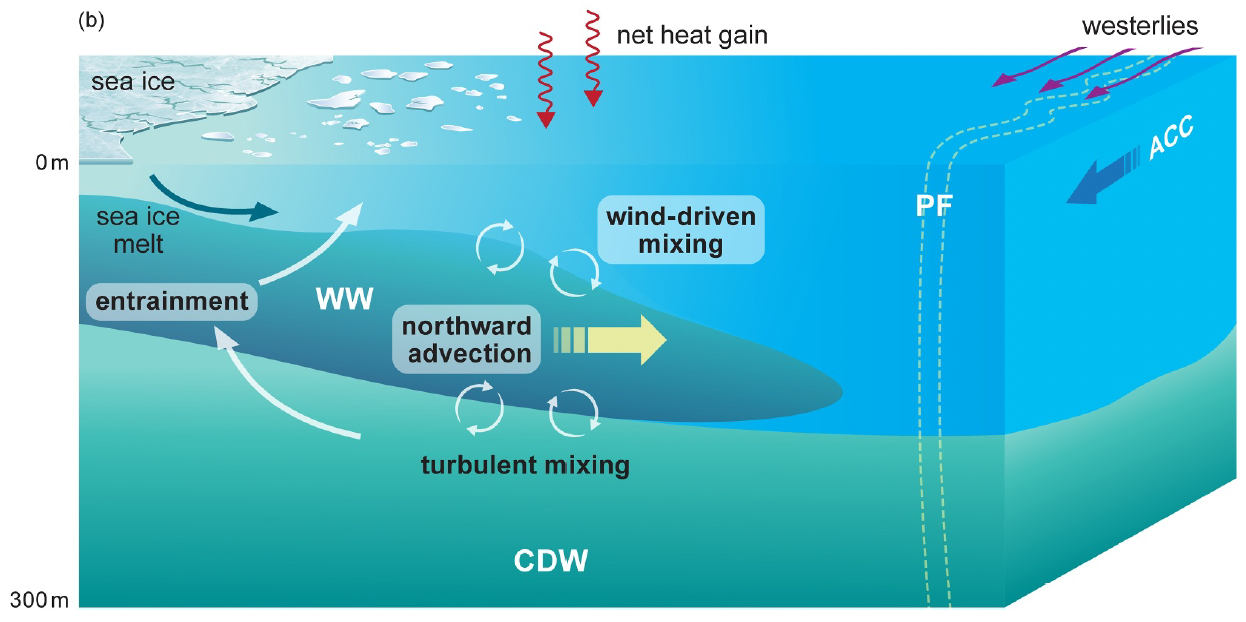 (b)
net heat gain
westerlies
sea ice
ACC
0 m
PF
sea ice
melt
wind-driven
mixing
entrainment
WW
northward
advection
turbulent mixing
CDW
300 m